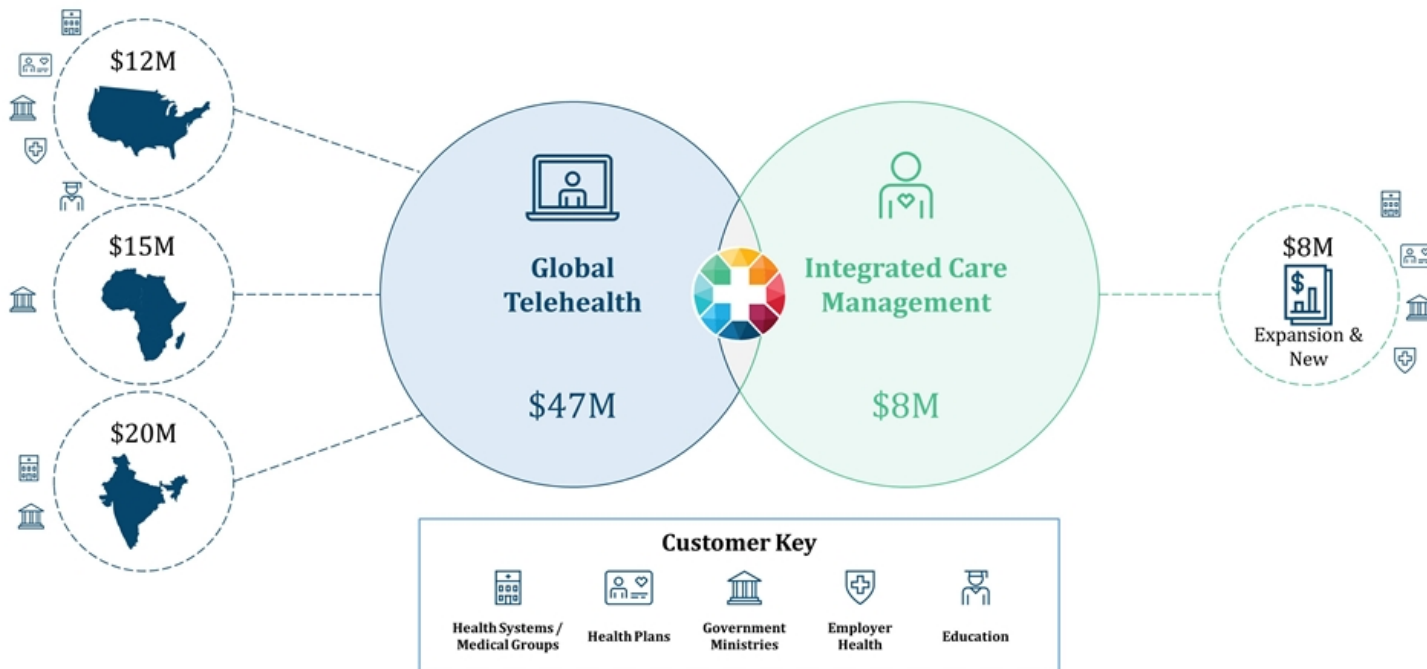 $12M
$15M
$20M
Global
Telehealth
$47M
Integrated Care
Management
$8M
$8M
$
Expansion &
New
Customer Key
Health Systems /
Medical Groups
Health Plans
Government
Ministries
Employer
Health
Education